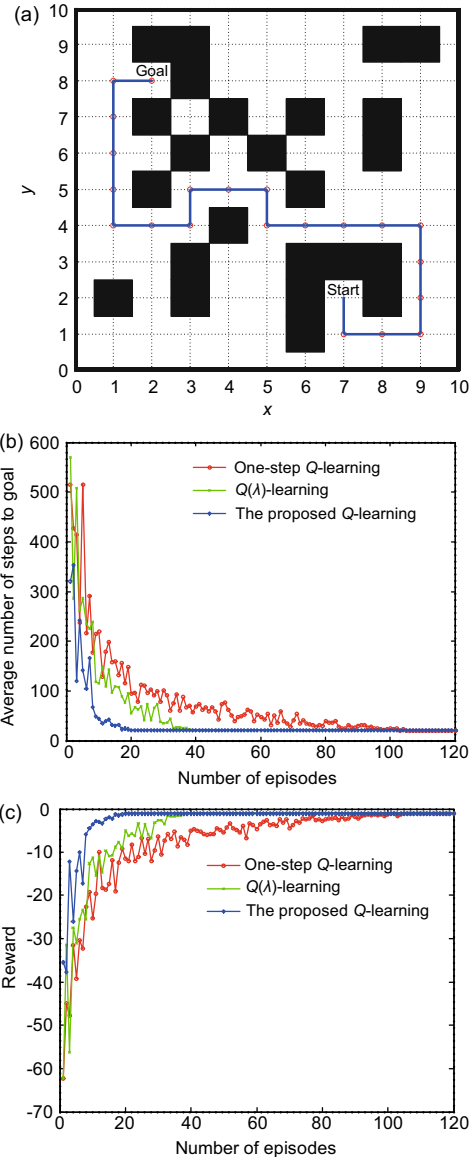 (a)
10
9
8
7
6
5
4
3
2
1
0
y
Goal
Start
0 1 2 3 4 5 6 7 8 9 10
x
(b)
600
500
400
300
200
100
0
Average number of steps to goal
One-step Q-learning
Q(λ)-learning
The proposed Q-learning
0 20 40 60 80 100 120
Number of episodes
(c)
0
-10
-20
-30
-40
-50
-60
-70
Reward
One-step Q-learning
Q(λ)-learning
The proposed Q-learning
0 20 40 60 80 100 120
Number of episodes